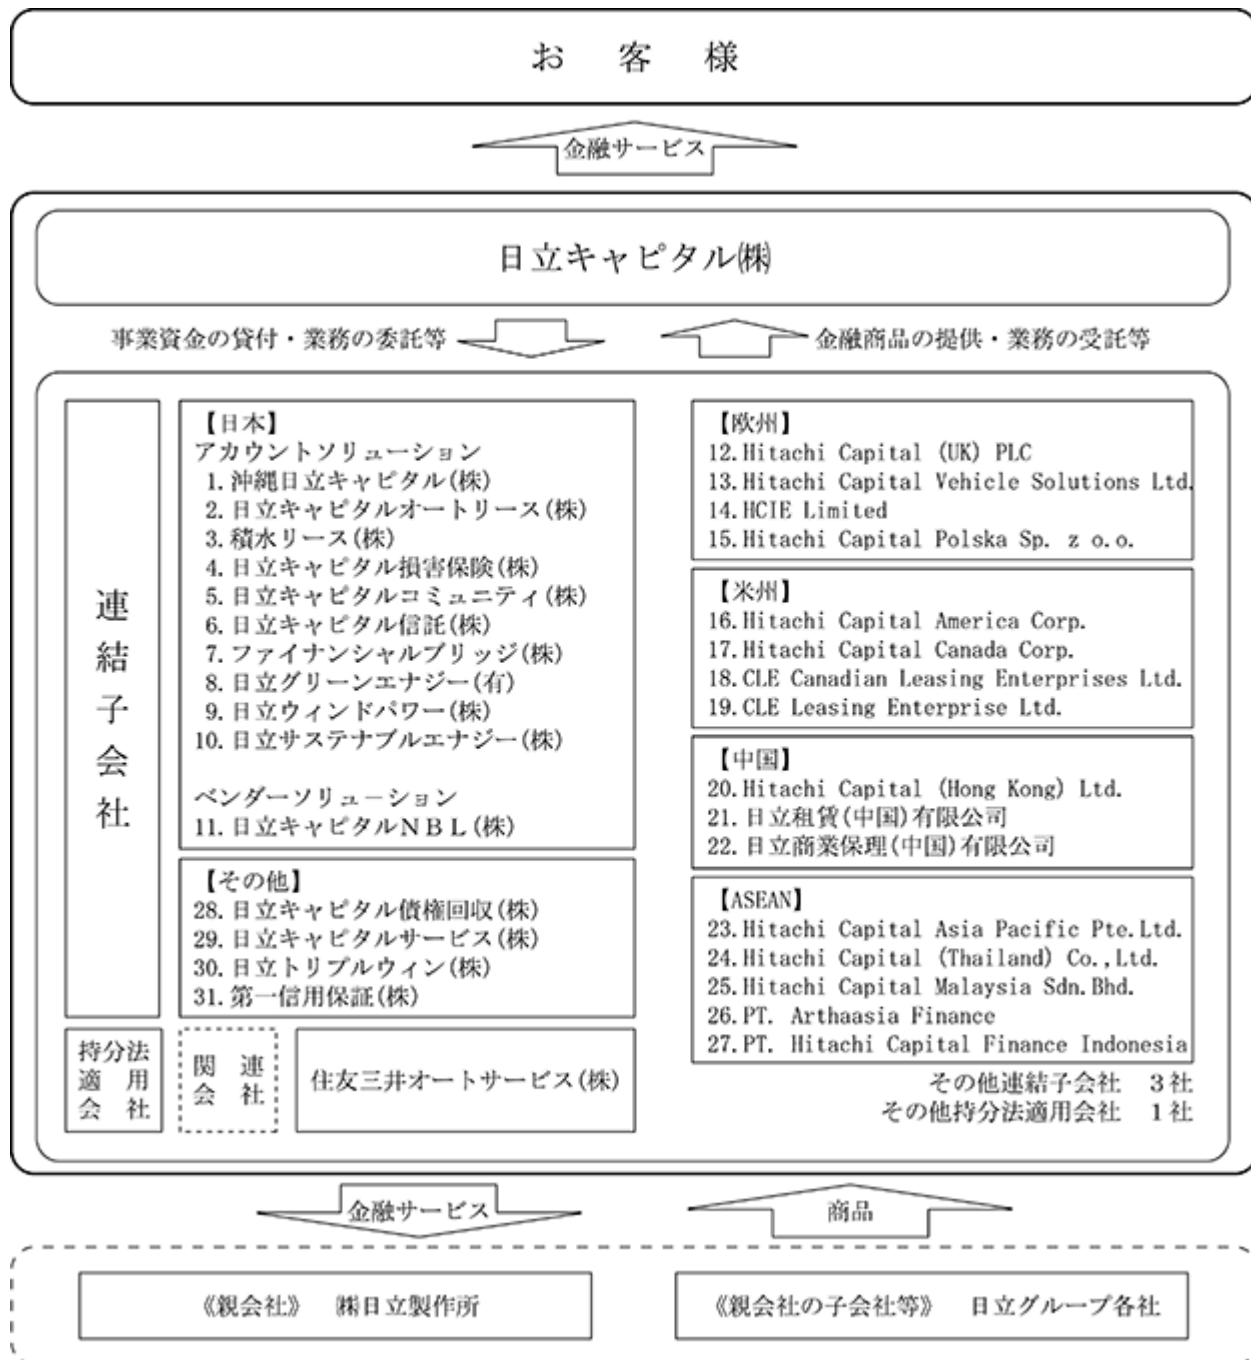 お客様
金融サービス
日立キャピタル㈱
事業資金の貸付・業務の委託等
金融商品の提供・業務の受託等
連結子会社
【日本】
アカウントソリューション
1.沖縄日立キャピタル(株)
2.日立キャピタルオートリース(株)
3.積水リース(株)
4.日立キャピタル損害保険(株)
5.日立キャピタルコミュニティ(株)
6.日立キャピタル信託(株)
7.ファイナンシャルブリッジ(株)
8.日立グリーンエナジー(有)
9.日立ウィンドパワー(株)
10.日立サステナブルエナジー(株)
ベンダーソリューション
11.日立キャピタルＮＢＬ(株)
【その他】
28.日立キャピタル債権回収(株)
29.日立キャピタルサービス(株)
30.日立トリプルウィン(株)
31.第一信用保証(株)
【欧州】
12.Hitachi Capital (UK) PLC
13.Hitachi Capital Vehicle Solutions Ltd.
14.HCIE Limited
15.Hitachi Capital Polska Sp. z o.o.
【米州】
16.Hitachi Capital America Corp.
17.Hitachi Capital Canada Corp.
18.CLE Canadian Leasing Enterprises Ltd.
19.CLE Leasing Enterprise Ltd.
【中国】
20.Hitachi Capital (Hong Kong) Ltd.
21.日立租賃(中国)有限公司
22.日立商業保理(中国)有限公司
【ASEAN】
23.Hitachi Capital Asia Pacific Pte.Ltd.
24.Hitachi Capital (Thailand) Co.,Ltd.
25.Hitachi Capital Malaysia Sdn.Bhd.
26.PT. Arthaasia Finance
27.PT. Hitachi Capital Finance Indonesia
その他連結子会社　3社
その他持分法適用会社　1社
持分法
適用
会社
関連
会社
住友三井オートサービス(株)
金融サービス
商品
《親会社》　㈱日立製作所
《親会社の子会社等》　日立グループ各社